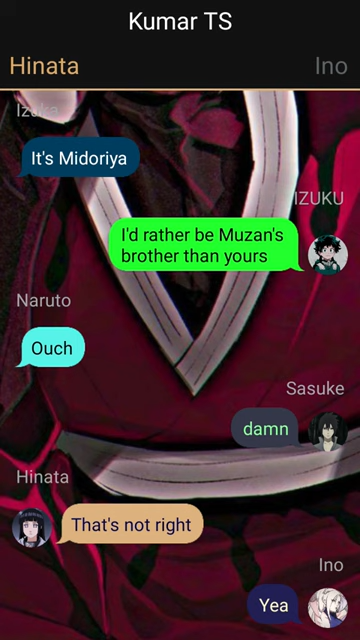 Kumar TS
Hinata
Ino
Izuku
It's Midoriya
IZUKU
I'd rather be Muzan's
brother than yours
Naruto
Ouch
Sasuke
damn
Hinata
That's not right
Ino
Yea